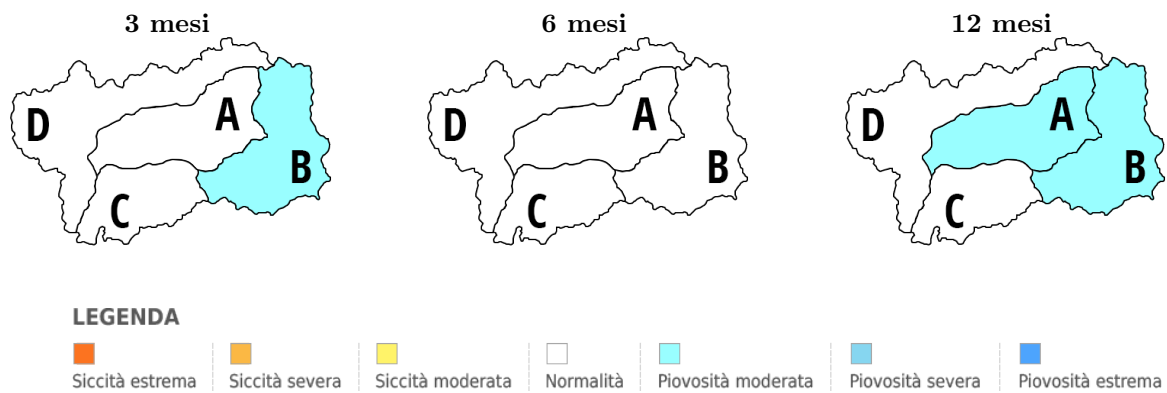 3 mesi 6 mesi 12 mesi
A A A
D D D
B B B
C C C
LEGENDA
Siccità estrema Siccità severa Siccità moderata Normalità Piovosità moderata Piovosità severa Piovosità estrema